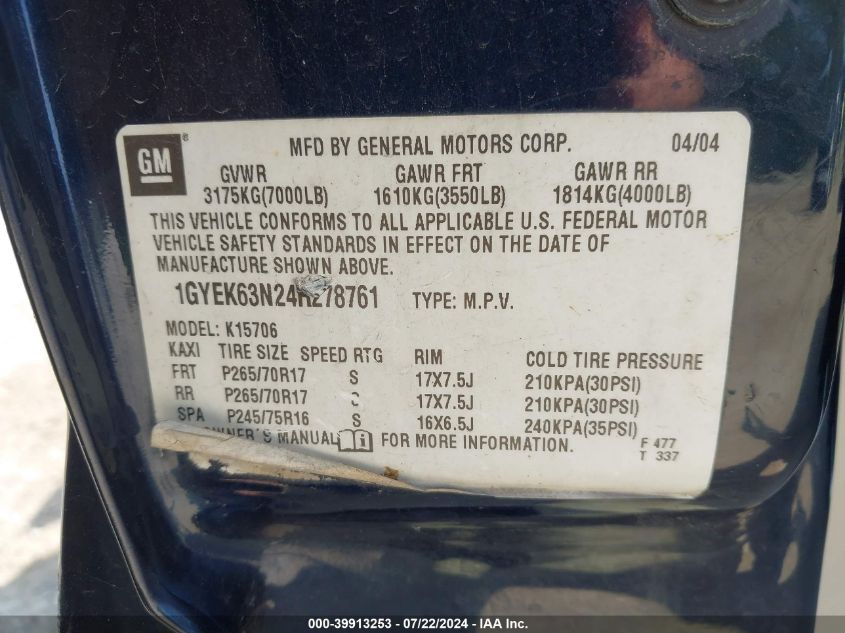 GM ®
MFD BY GENERAL MOTORS CORP. 04/04
GVWR GAWR FRT GAWR RR
3175KG(7000LB) 1610KG(3550LB) 1814KG(4000LB)
THIS VEHICLE CONFORMS TO ALL APPLICABLE U.S. FEDERAL MOTOR
VEHICLE SAFETY STANDARDS IN EFFECT ON THE DATE OF
MANUFACTURE SHOWN ABOVE.
1GYEK63N24R278761 TYPE: M.P.V.
MODEL: K15706
KAXI TIRE SIZE SPEED RTG RIM COLD TIRE PRESSURE
FRT P265/70R17 S 17X7.5J 210KPA(30PSI)
RR P265/70R17 17X7.5J 210KPA(30PSI)
SPA P245/75R16 S 16X6.5J 240KPA(35PSI)
OWNER'S MANUAL FOR MORE INFORMATION.
F 477
T 337
000-39913253 - 07/22/2024 - IAA Inc.